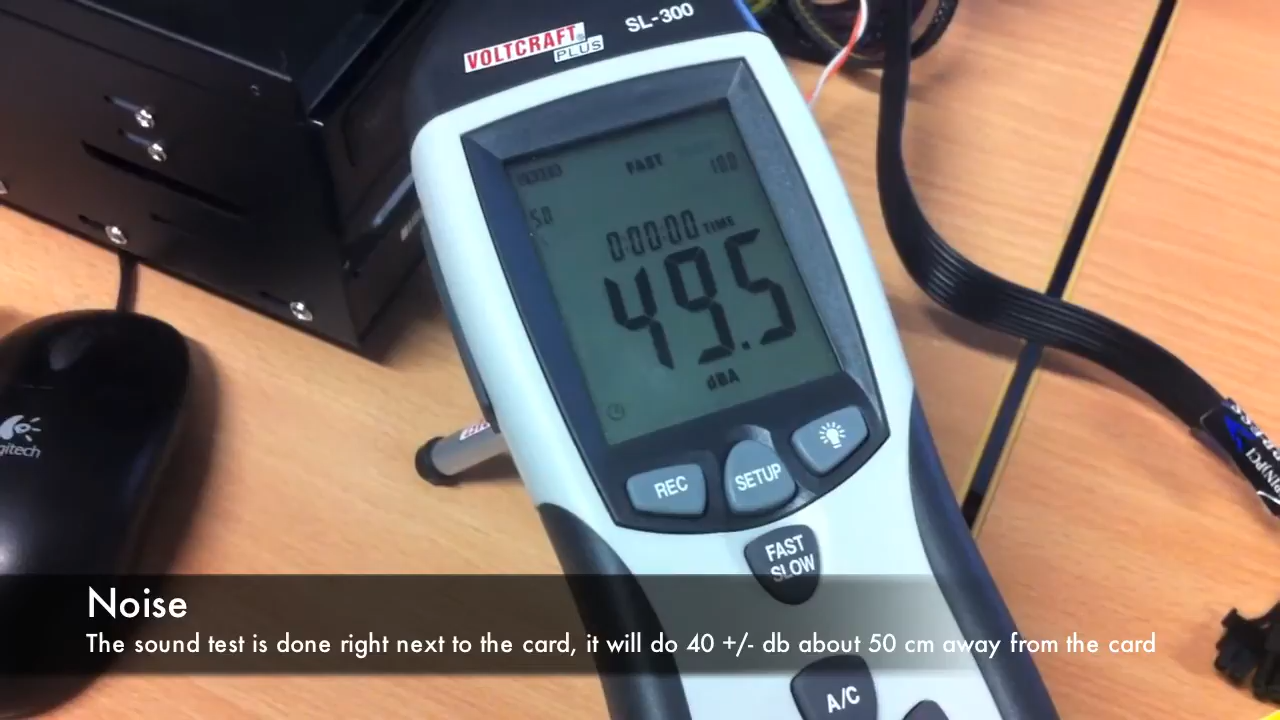 VOLTCRAFT®
PLUS
SL-300
FAST
50
0:00:00 TIME
49.5
dBA
REC
SETUP
FAST
SLOW
A/C
gitech
Noise
The sound test is done right next to the card, it will do 40 +/- db about 50 cm away from the card